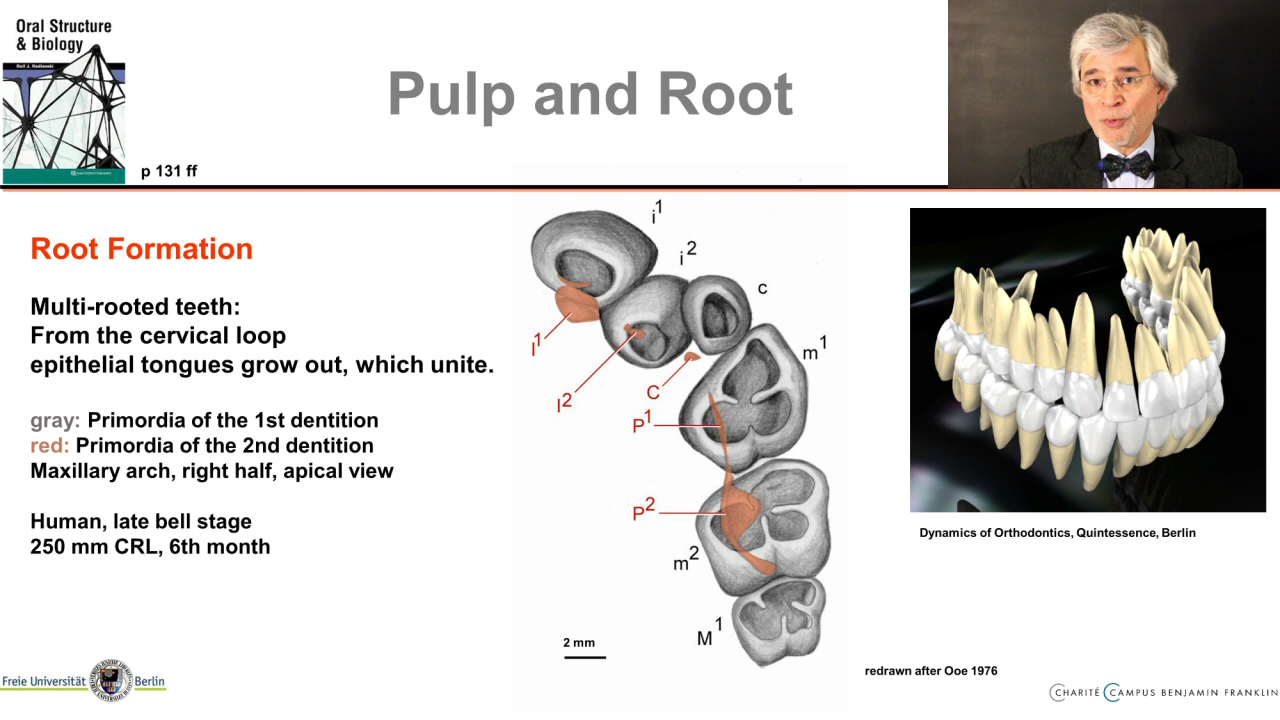 Oral Structure
& Biology
Ralf J. Radlanski
Pulp and Root
p 131 ff
Root Formation
Multi-rooted teeth:
From the cervical loop
epithelial tongues grow out, which unite.
gray: Primordia of the 1st dentition
red: Primordia of the 2nd dentition
Maxillary arch, right half, apical view
Human, late bell stage
250 mm CRL, 6th month
i1
i2
c
m1
I1
I2
C
P1
P2
m2
M1
2 mm
Dynamics of Orthodontics, Quintessence, Berlin
redrawn after Ooe 1976
Freie Universität Berlin
CHARITÉ CAMPUS BENJAMIN FRANKLIN